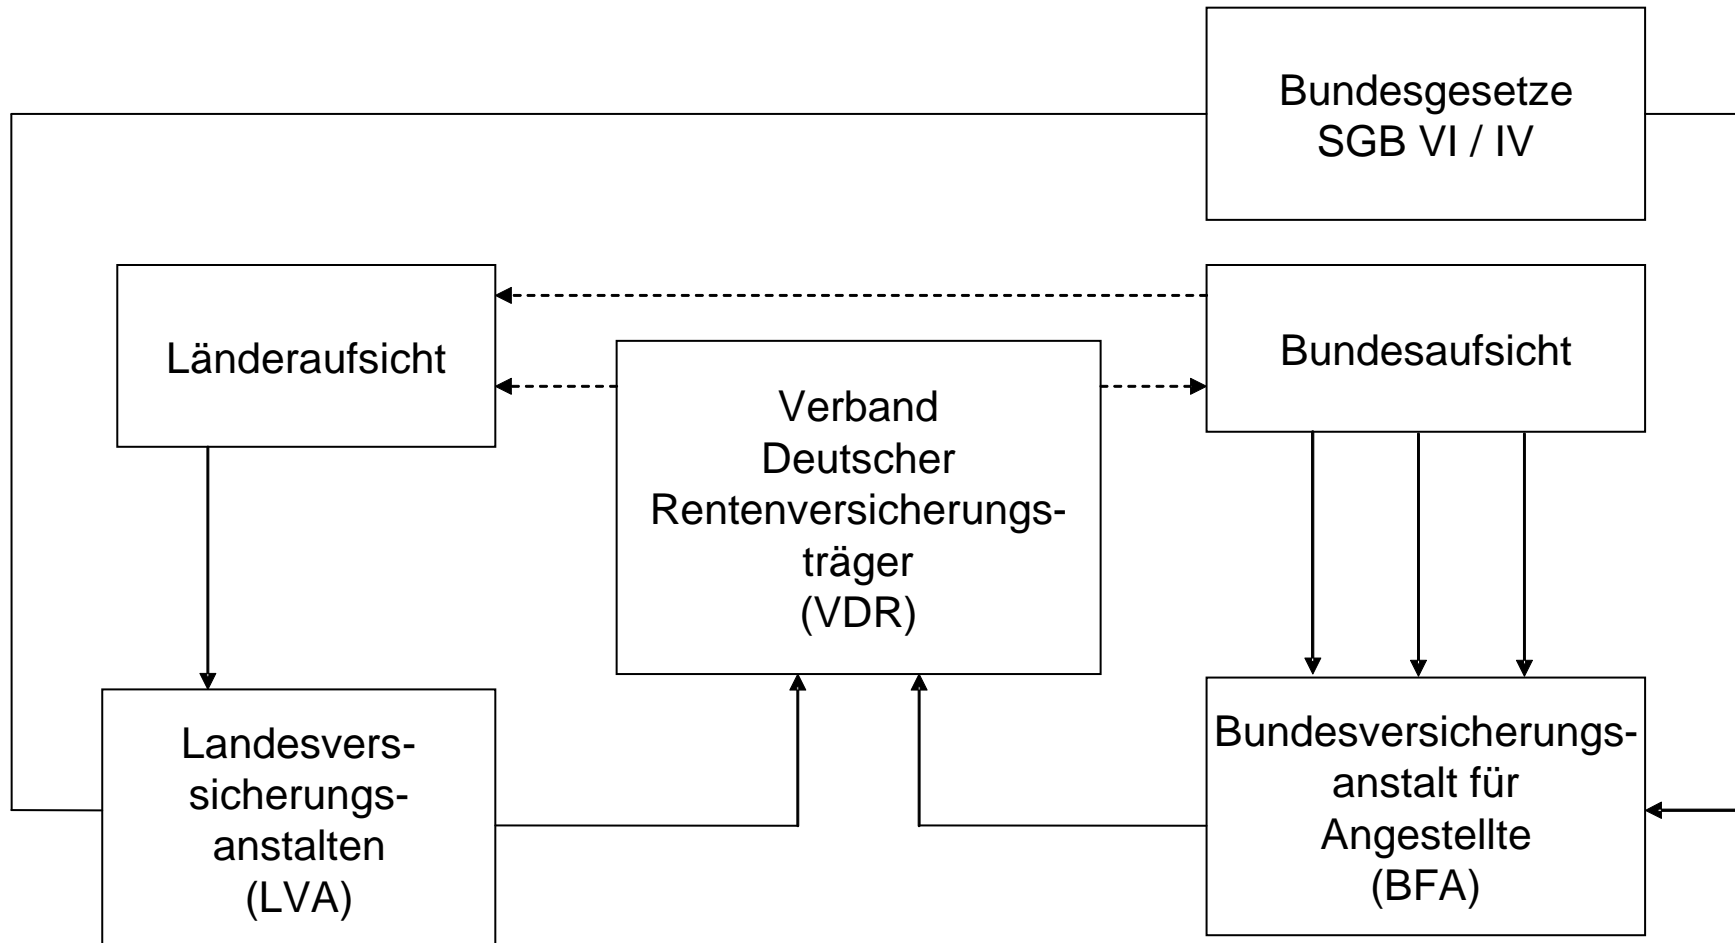 Bundesgesetze
SGB VI / IV
Länderaufsicht
Bundesaufsicht
Verband
Deutscher
Rentenversicherungs-
träger
(VDR)
Landesvers-
sicherungs-
anstalten
(LVA)
Bundesversicherungs-
anstalt für
Angestellte
(BFA)